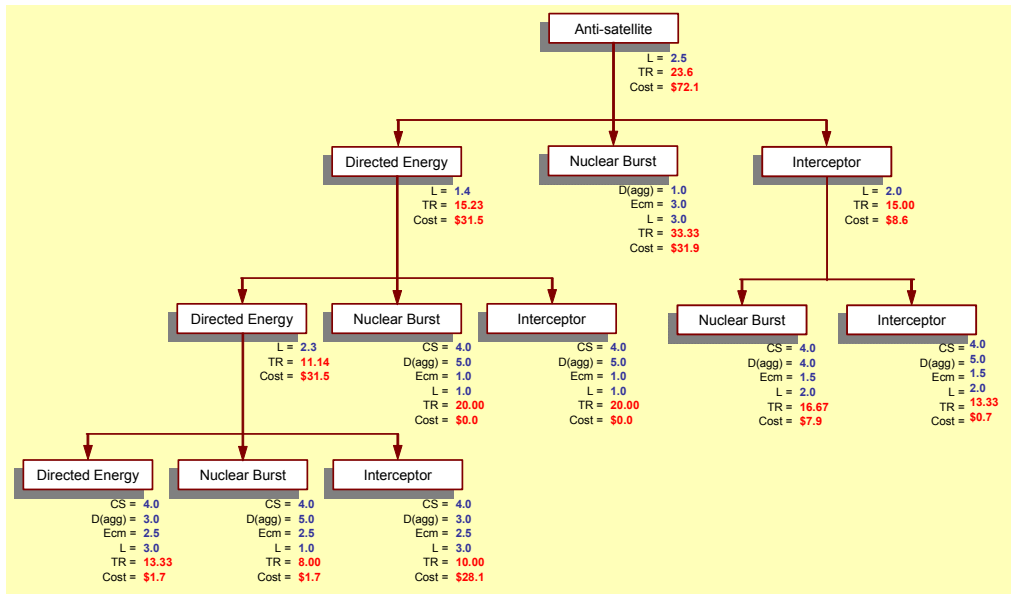 Anti-satellite
L = 2.5
TR = 23.6
Cost = $72.1
Directed Energy
L = 1.4
TR = 15.23
Cost = $31.5
Nuclear Burst
D(agg) = 1.0
Ecm = 3.0
L = 3.0
TR = 33.33
Cost = $31.9
Interceptor
L = 2.0
TR = 15.00
Cost = $8.6
Directed Energy
L = 2.3
TR = 11.14
Cost = $31.5
Nuclear Burst
CS = 4.0
D(agg) = 5.0
Ecm = 1.0
L = 1.0
TR = 20.00
Cost = $0.0
Interceptor
CS = 4.0
D(agg) = 5.0
Ecm = 1.0
L = 1.0
TR = 20.00
Cost = $0.0
Nuclear Burst
CS = 4.0
D(agg) = 4.0
Ecm = 1.5
L = 2.0
TR = 16.67
Cost = $7.9
Interceptor
CS = 4.0
D(agg) = 5.0
Ecm = 1.5
L = 2.0
TR = 13.33
Cost = $0.7
Directed Energy
CS = 4.0
D(agg) = 3.0
Ecm = 2.5
L = 3.0
TR = 13.33
Cost = $1.7
Nuclear Burst
CS = 4.0
D(agg) = 5.0
Ecm = 2.5
L = 1.0
TR = 8.00
Cost = $1.7
Interceptor
CS = 4.0
D(agg) = 3.0
Ecm = 2.5
L = 3.0
TR = 10.00
Cost = $28.1